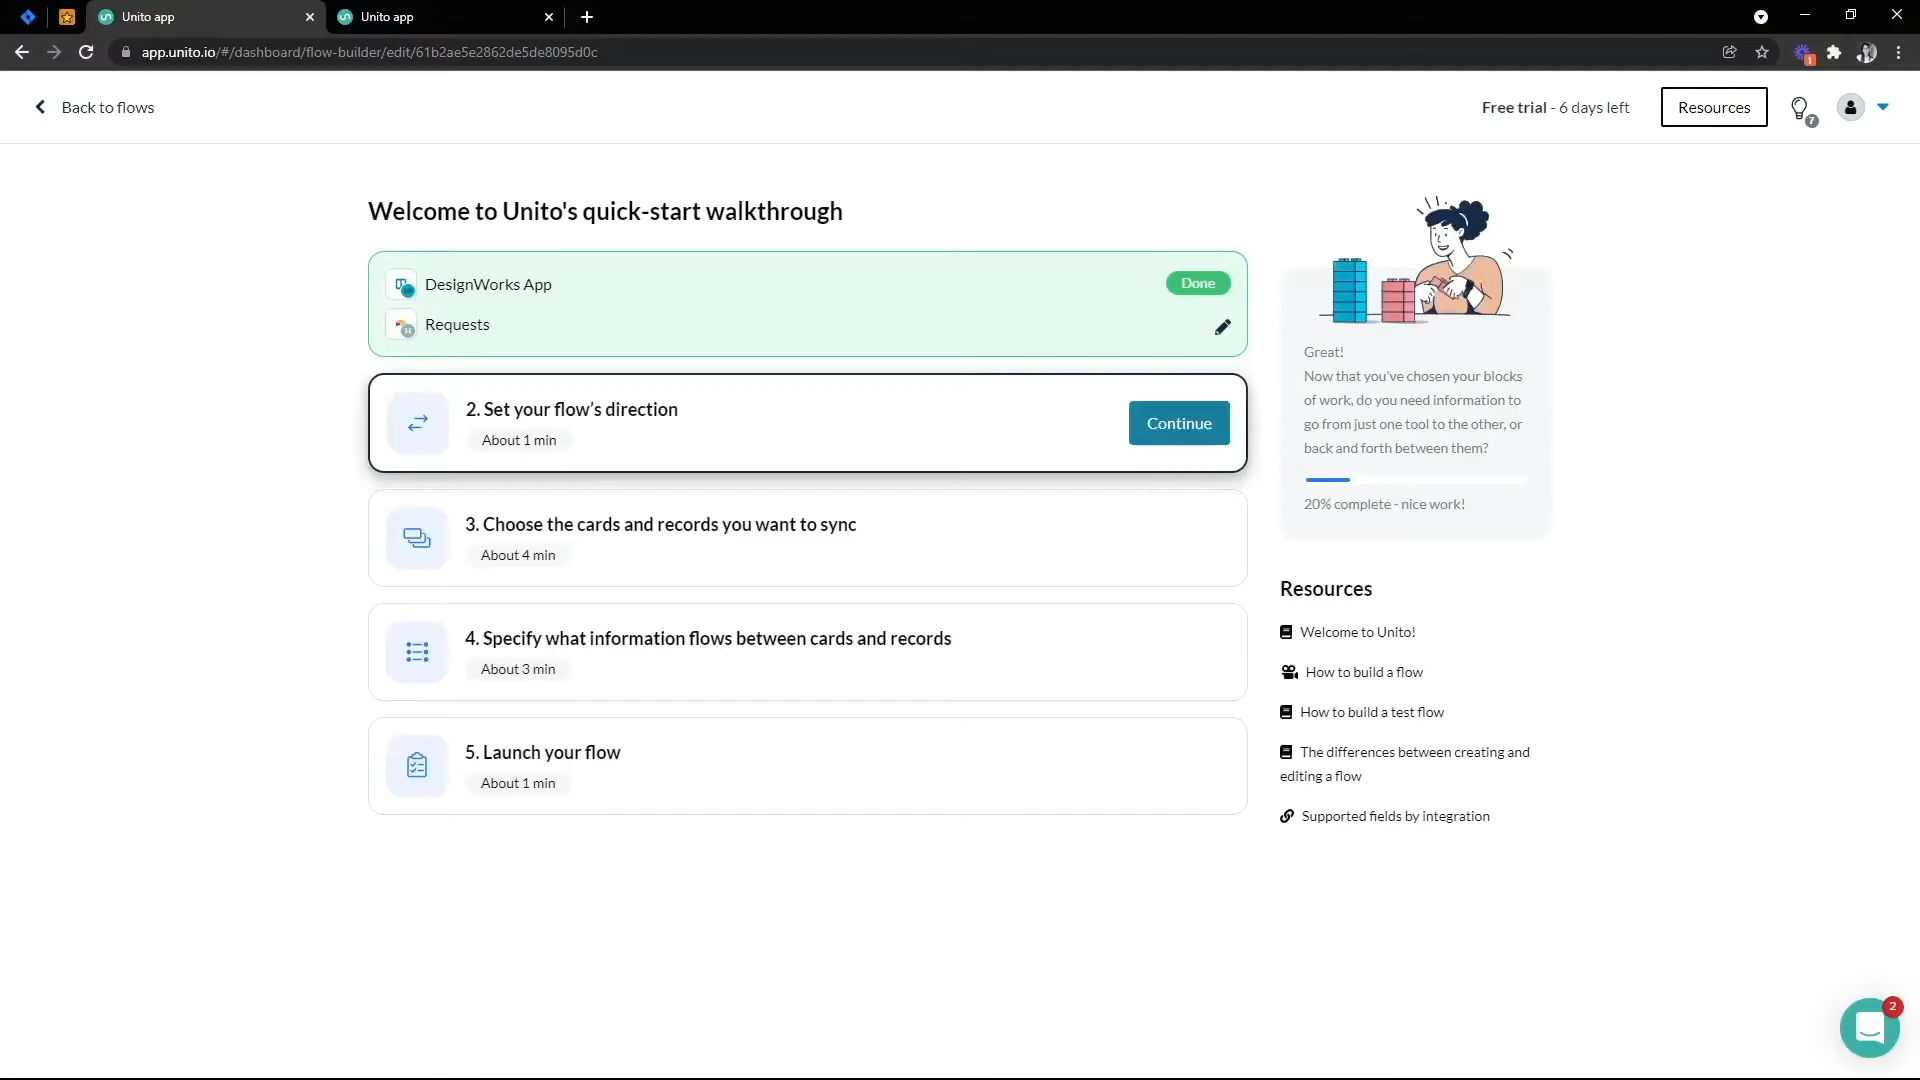 Unito app
Unito app
app.unito.io/#/dashboard/flow-builder/edit/61b2ae5e2862de5de8095d0c
1
Back to flows
Free trial - 6 days left
Resources
7
Welcome to Unito's quick-start walkthrough
DesignWorks App
Done
H
Requests
2. Set your flow’s direction
About 1 min
Continue
3. Choose the cards and records you want to sync
About 4 min
4. Specify what information flows between cards and records
About 3 min
5. Launch your flow
About 1 min
Great!
Now that you've chosen your blocks
of work, do you need information to
go from just one tool to the other, or
back and forth between them?
20% complete - nice work!
Resources
Welcome to Unito!
How to build a flow
How to build a test flow
The differences between creating and
editing a flow
Supported fields by integration
2